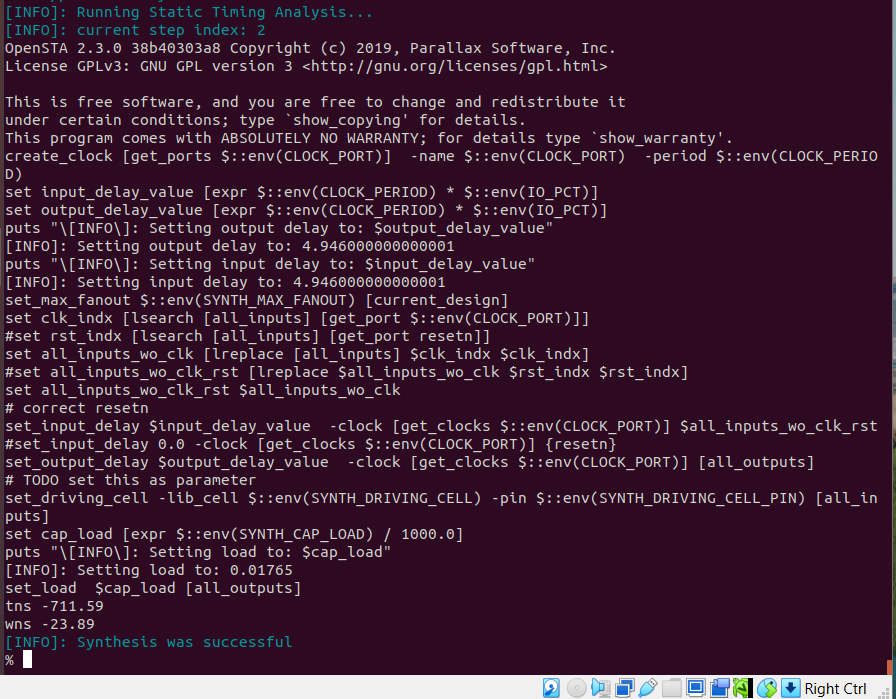 [INFO]: Running Static Timing Analysis...
[INFO]: current step index: 2
OpenSTA 2.3.0 38b40303a8 Copyright (c) 2019, Parallax Software, Inc.
License GPLv3: GNU GPL version 3 <http://gnu.org/licenses/gpl.html>
This is free software, and you are free to change and redistribute it
under certain conditions; type `show_copying' for details.
This program comes with ABSOLUTELY NO WARRANTY; for details type `show_warranty'.
create_clock [get_ports $::env(CLOCK_PORT)]  -name $::env(CLOCK_PORT)  -period $::env(CLOCK_PERIO
D)
set input_delay_value [expr $::env(CLOCK_PERIOD) * $::env(IO_PCT)]
set output_delay_value [expr $::env(CLOCK_PERIOD) * $::env(IO_PCT)]
puts "\[INFO\]: Setting output delay to: $output_delay_value"
[INFO]: Setting output delay to: 4.946000000000001
puts "\[INFO\]: Setting input delay to: $input_delay_value"
[INFO]: Setting input delay to: 4.946000000000001
set_max_fanout $::env(SYNTH_MAX_FANOUT) [current_design]
set clk_indx [lsearch [all_inputs] [get_port $::env(CLOCK_PORT)]]
#set rst_indx [lsearch [all_inputs] [get_port resetn]]
set all_inputs_wo_clk [lreplace [all_inputs] $clk_indx $clk_indx]
#set all_inputs_wo_clk_rst [lreplace $all_inputs_wo_clk $rst_indx $rst_indx]
set all_inputs_wo_clk_rst $all_inputs_wo_clk
# correct resetn
set_input_delay $input_delay_value  -clock [get_clocks $::env(CLOCK_PORT)] $all_inputs_wo_clk_rst
#set_input_delay 0.0 -clock [get_clocks $::env(CLOCK_PORT)] {resetn}
set_output_delay $output_delay_value  -clock [get_clocks $::env(CLOCK_PORT)] [all_outputs]
# TODO set this as parameter
set_driving_cell -lib_cell $::env(SYNTH_DRIVING_CELL) -pin $::env(SYNTH_DRIVING_CELL_PIN) [all_in
puts]
set cap_load [expr $::env(SYNTH_CAP_LOAD) / 1000.0]
puts "\[INFO\]: Setting load to: $cap_load"
[INFO]: Setting load to: 0.01765
set_load  $cap_load [all_outputs]
tns -711.59
wns -23.89
[INFO]: Synthesis was successful
%
Right Ctrl